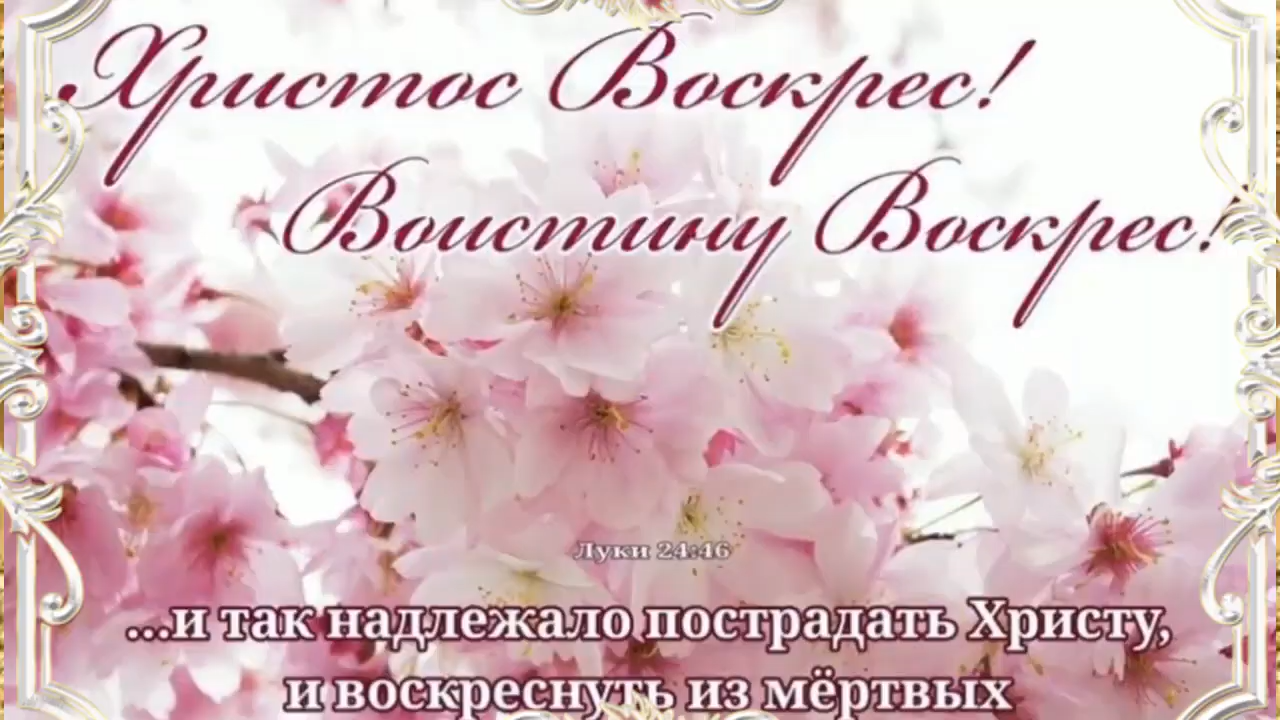 Христос Воскрес!
Воистину Воскрес!
Луки 24:46
...и так надлежало пострадать Христу,
и воскреснуть из мёртвых